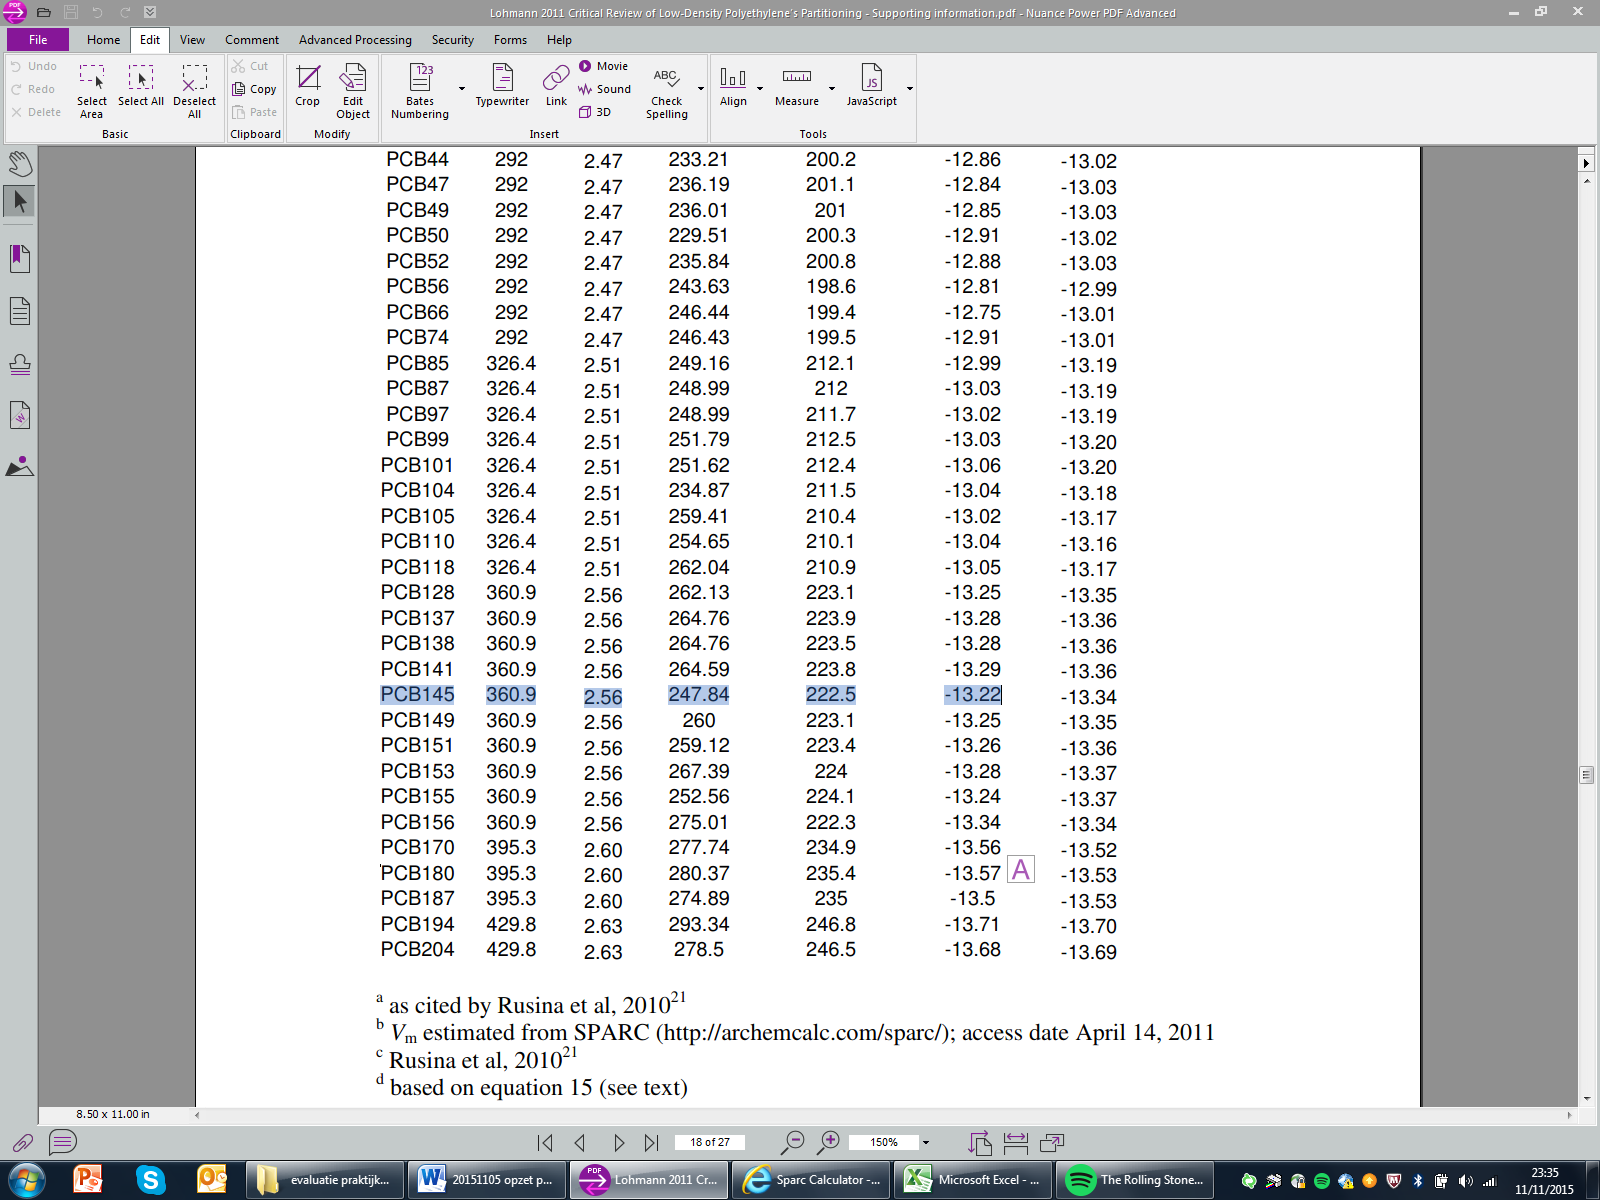 Lohmann 2011 Critical Review of Low-Density Polyethylene's Partitioning - Supporting information.pdf - Nuance Power PDF Advanced
File Home Edit View Comment Advanced Processing Security Forms Help
Undo Redo Delete
Select Area Select All Deselect All
Basic
Cut Copy Paste
Clipboard
Crop Edit Object
Modify
Bates Numbering Typewriter Link Movie Sound 3D Check Spelling
Insert
Align Measure JavaScript
Tools
PCB44 292 2.47 233.21 200.2 -12.86 -13.02
PCB47 292 2.47 236.19 201.1 -12.84 -13.03
PCB49 292 2.47 236.01 201 -12.85 -13.03
PCB50 292 2.47 229.51 200.3 -12.91 -13.02
PCB52 292 2.47 235.84 200.8 -12.88 -13.03
PCB56 292 2.47 243.63 198.6 -12.81 -12.99
PCB66 292 2.47 246.44 199.4 -12.75 -13.01
PCB74 292 2.47 246.43 199.5 -12.91 -13.01
PCB85 326.4 2.51 249.16 212.1 -12.99 -13.19
PCB87 326.4 2.51 248.99 212 -13.03 -13.19
PCB97 326.4 2.51 248.99 211.7 -13.02 -13.19
PCB99 326.4 2.51 251.79 212.5 -13.03 -13.20
PCB101 326.4 2.51 251.62 212.4 -13.06 -13.20
PCB104 326.4 2.51 234.87 211.5 -13.04 -13.18
PCB105 326.4 2.51 259.41 210.4 -13.02 -13.17
PCB110 326.4 2.51 254.65 210.1 -13.04 -13.16
PCB118 326.4 2.51 262.04 210.9 -13.05 -13.17
PCB128 360.9 2.56 262.13 223.1 -13.25 -13.35
PCB137 360.9 2.56 264.76 223.9 -13.28 -13.36
PCB138 360.9 2.56 264.76 223.5 -13.28 -13.36
PCB141 360.9 2.56 264.59 223.8 -13.29 -13.36
PCB145 360.9 2.56 247.84 222.5 -13.22 -13.34
PCB149 360.9 2.56 260 223.1 -13.25 -13.35
PCB151 360.9 2.56 259.12 223.4 -13.26 -13.36
PCB153 360.9 2.56 267.39 224 -13.28 -13.37
PCB155 360.9 2.56 252.56 224.1 -13.24 -13.37
PCB156 360.9 2.56 275.01 222.3 -13.34 -13.34
PCB170 395.3 2.60 277.74 234.9 -13.56 -13.52
PCB180 395.3 2.60 280.37 235.4 -13.57 A -13.53
PCB187 395.3 2.60 274.89 235 -13.5 -13.53
PCB194 429.8 2.63 293.34 246.8 -13.71 -13.70
PCB204 429.8 2.63 278.5 246.5 -13.68 -13.69
a as cited by Rusina et al, 2010²¹
b Vm estimated from SPARC (http://archemcalc.com/sparc/); access date April 14, 2011
c Rusina et al, 2010²¹
d based on equation 15 (see text)
8.50 x 11.00 in
18 of 27 150%
evaluatie praktijk... 20151105 opzet p... Lohmann 2011 Cr... Sparc Calculator -... Microsoft Excel - ... The Rolling Stone...
23:35
11/11/2015